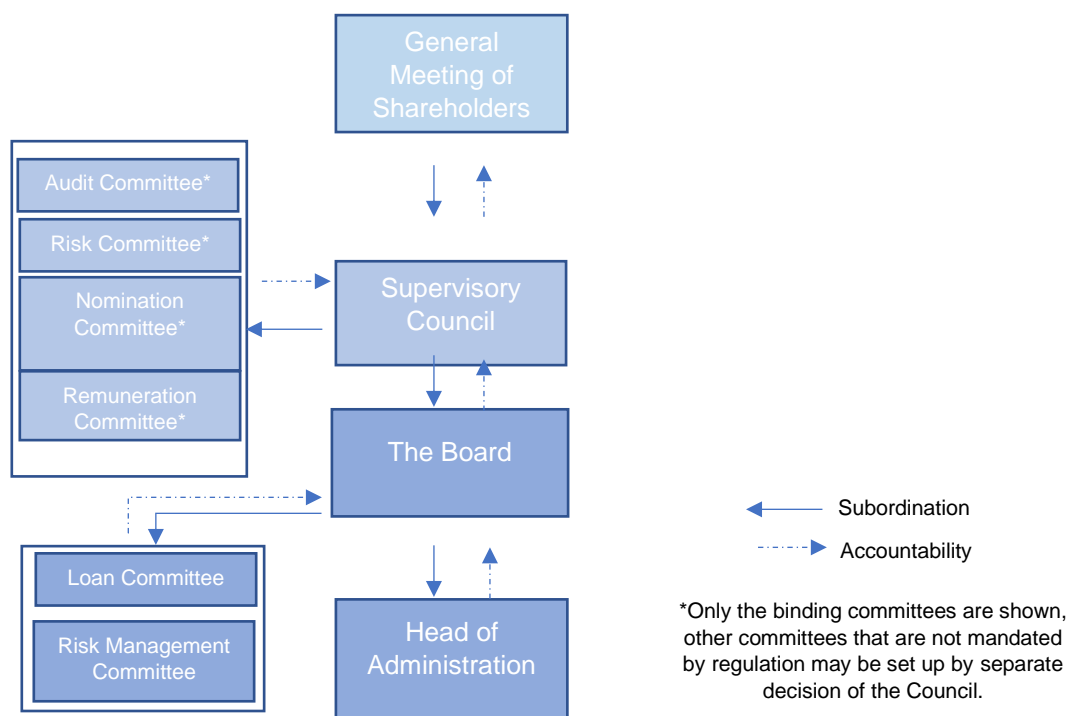 General
Meeting of
Shareholders
Audit Committee*
Risk Committee*
Nomination
Committee*
Remuneration
Committee*
Supervisory
Council
The Board
Loan Committee
Risk Management
Committee
Head of
Administration
Subordination
Accountability
*Only the binding committees are shown,
other committees that are not mandated
by regulation may be set up by separate
decision of the Council.